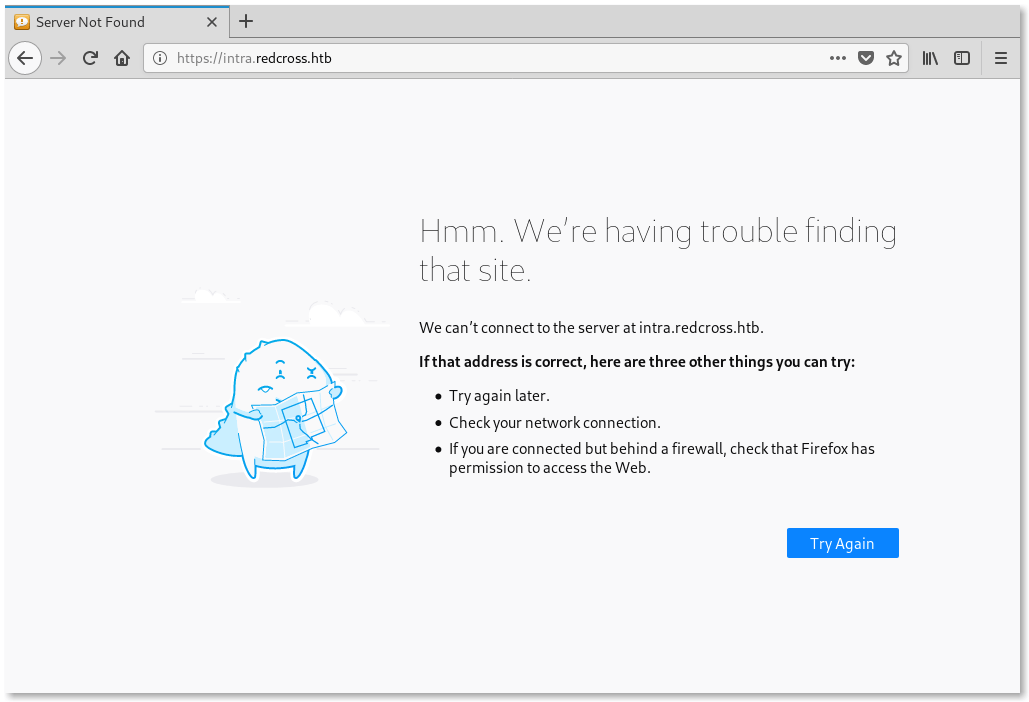 Server Not Found
https://intra.redcross.htb
Hmm. We're having trouble finding
that site.
We can't connect to the server at intra.redcross.htb.
If that address is correct, here are three other things you can try:
Try again later.
Check your network connection.
If you are connected but behind a firewall, check that Firefox has
permission to access the Web.
Try Again